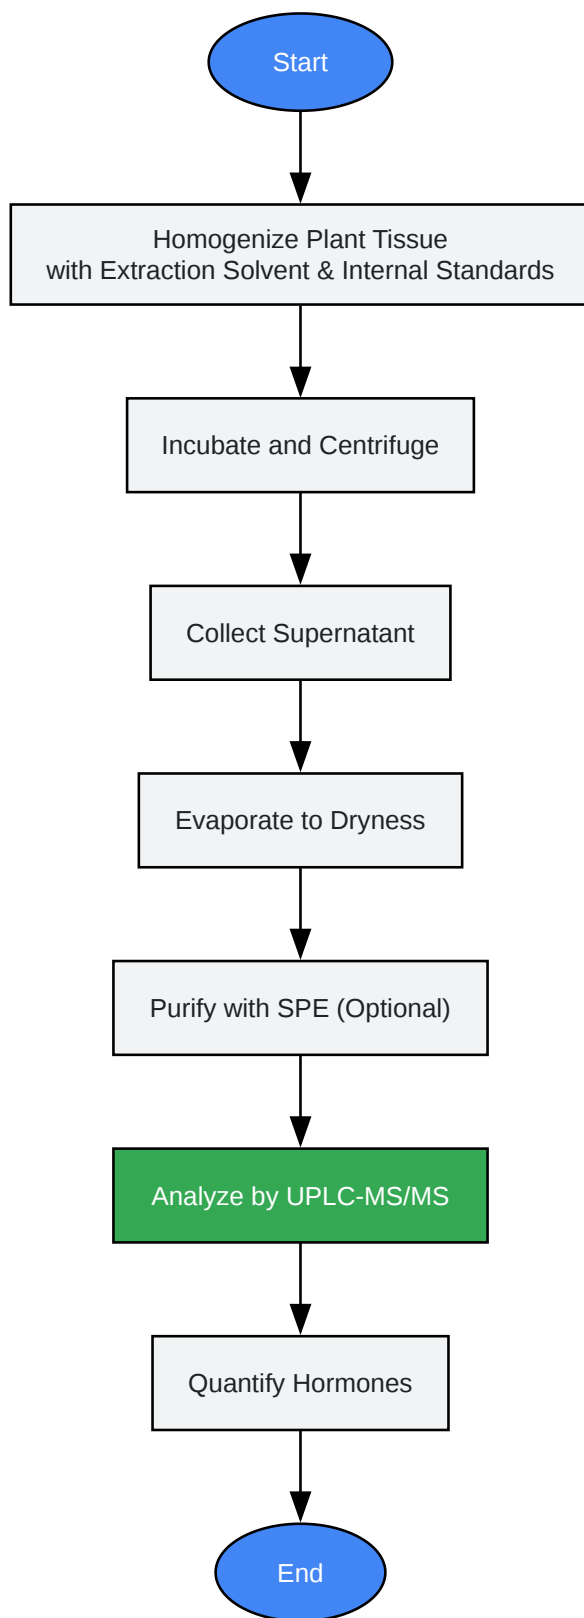 Start
Homogenize Plant Tissue
with Extraction Solvent & Internal Standards
Incubate and Centrifuge
Collect Supernatant
Evaporate to Dryness
Purify with SPE (Optional)
Analyze by UPLC-MS/MS
Quantify Hormones
End